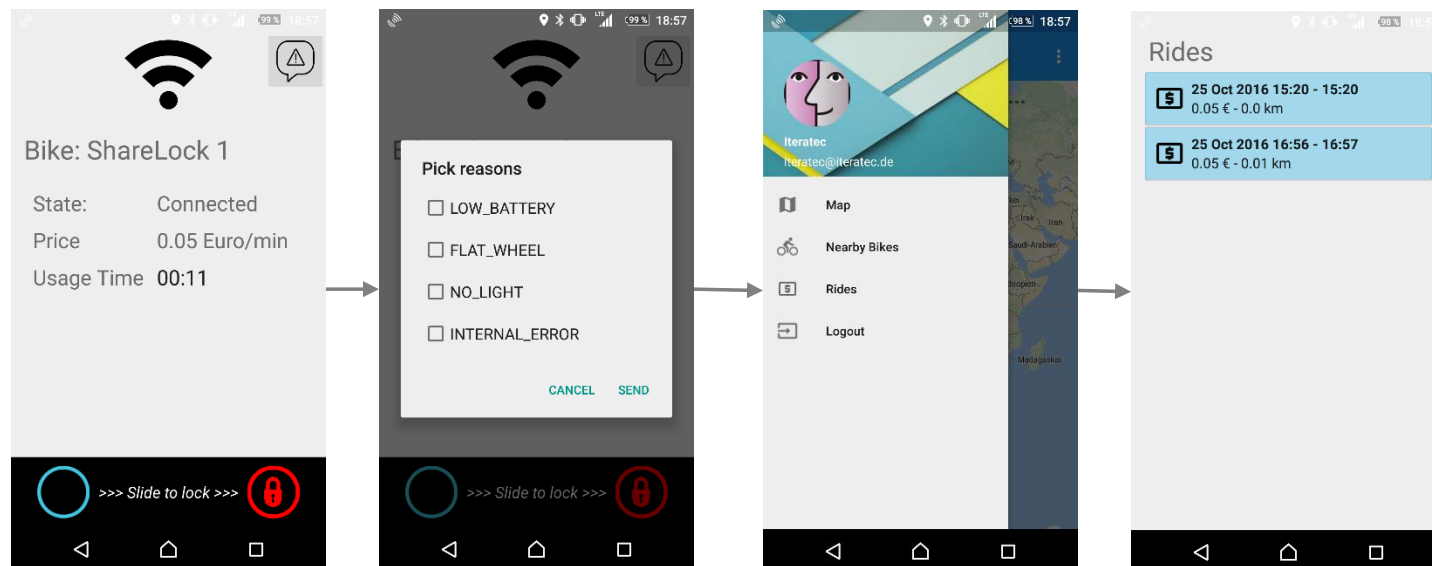 99 % 18:57
Bike: ShareLock 1
State: Connected
Price 0.05 Euro/min
Usage Time 00:11
>>> Slide to lock >>>
LTE 99 % 18:57
Pick reasons
LOW_BATTERY
FLAT_WHEEL
NO_LIGHT
INTERNAL_ERROR
CANCEL SEND
>>> Slide to lock >>>
LTE 98 % 18:57
Iteratec
iteratec@iteratec.de
Map
Nearby Bikes
Rides
Logout
Irak Iran
Saudi-Arabien
Madagaskar
98 %
Rides
25 Oct 2016 15:20 - 15:20
0.05 € - 0.0 km
25 Oct 2016 16:56 - 16:57
0.05 € - 0.01 km